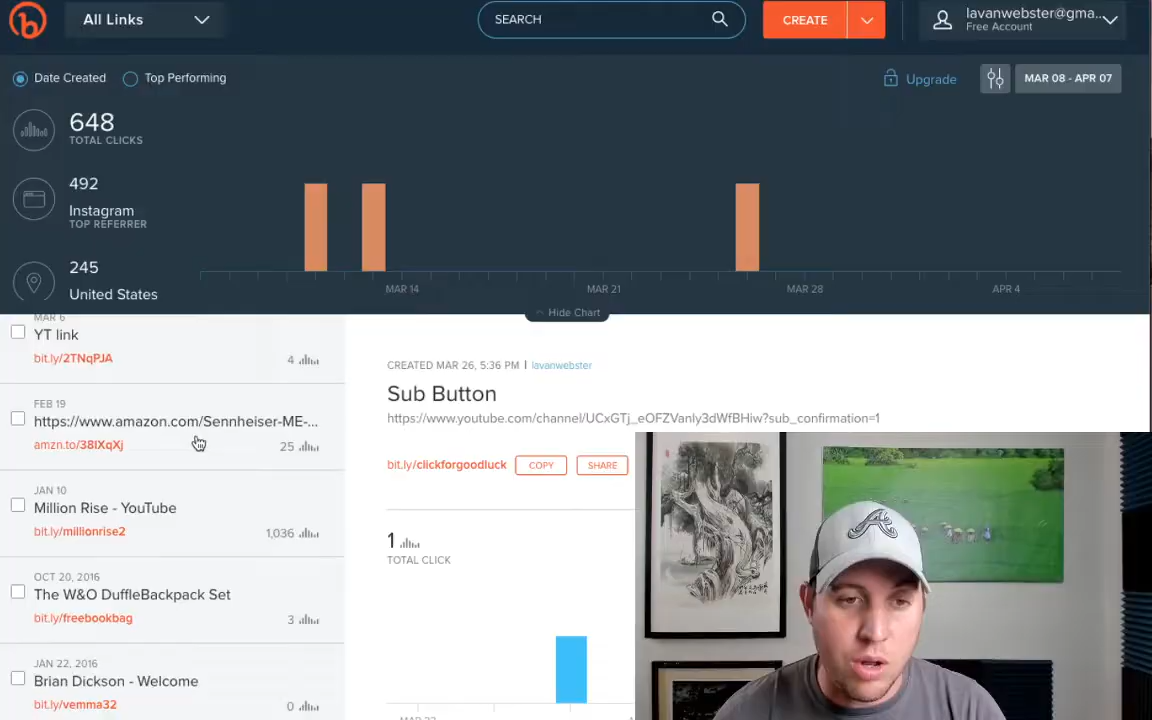 All Links
SEARCH
CREATE
lavanwebster@gma...
Free Account
Date Created
Top Performing
Upgrade
MAR 08 - APR 07
648
TOTAL CLICKS
492
Instagram
TOP REFERRER
245
United States
MAR 14
MAR 21
MAR 28
APR 4
Hide Chart
MAR 6
YT link
bit.ly/2TNqPJA
4
FEB 19
https://www.amazon.com/Sennheiser-ME-...
amzn.to/38IXqXj
25
JAN 10
Million Rise - YouTube
bit.ly/millionrise2
1,036
OCT 20, 2016
The W&O DuffleBackpack Set
bit.ly/freebookbag
3
JAN 22, 2016
Brian Dickson - Welcome
bit.ly/vemma32
0
CREATED MAR 26, 5:36 PM | lavanwebster
Sub Button
https://www.youtube.com/channel/UCxGTj_eOFZVanly3dWfBHiw?sub_confirmation=1
bit.ly/clickforgoodluck
COPY
SHARE
1
TOTAL CLICK